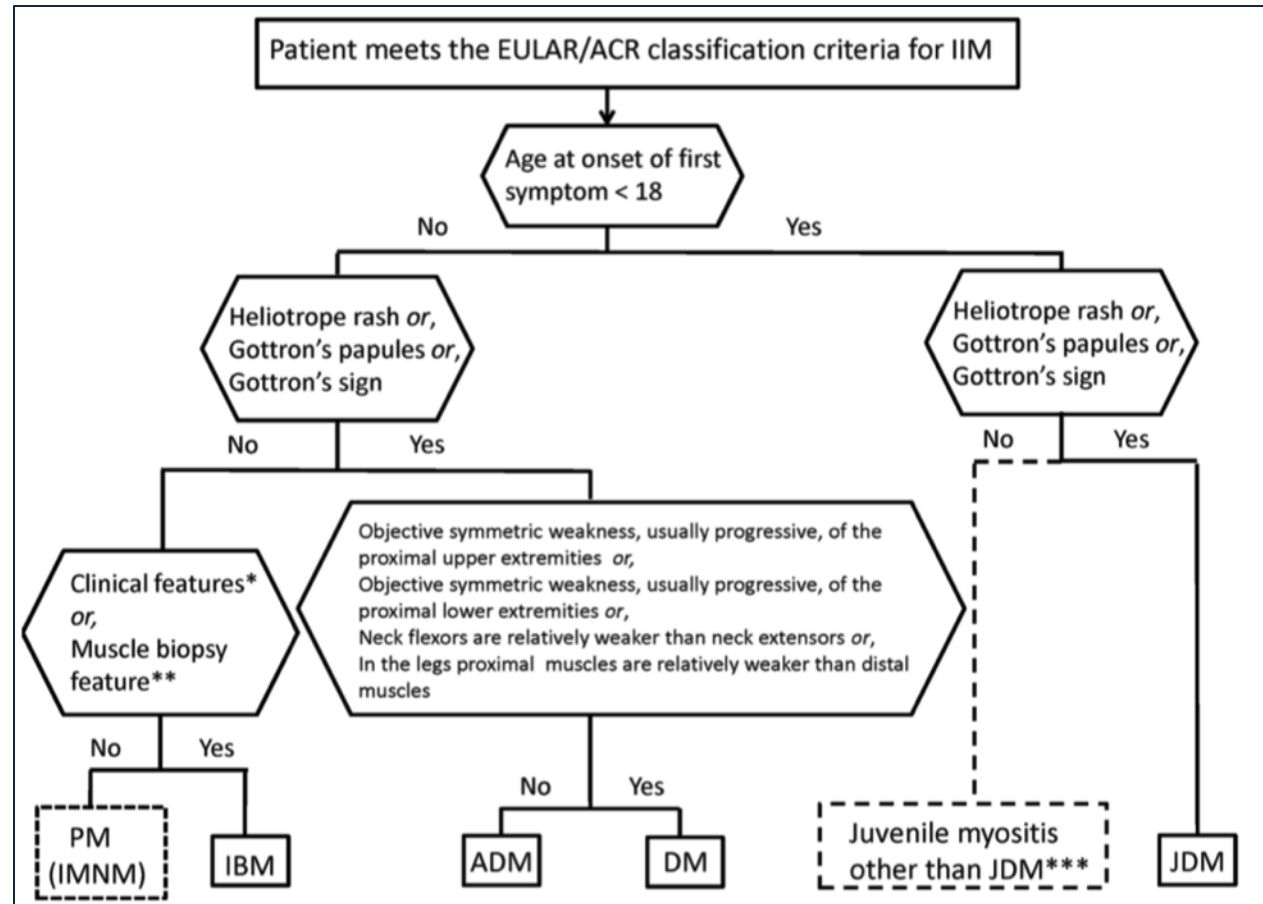 Patient meets the EULAR/ACR classification criteria for IIM
Age at onset of first
symptom < 18
No
Yes
Heliotrope rash or,
Gottron's papules or,
Gottron's sign
Heliotrope rash or,
Gottron's papules or,
Gottron's sign
No
Yes
No
Yes
Clinical features*
or,
Muscle biopsy
feature**
Objective symmetric weakness, usually progressive, of the
proximal upper extremities or,
Objective symmetric weakness, usually progressive, of the
proximal lower extremities or,
Neck flexors are relatively weaker than neck extensors or,
In the legs proximal muscles are relatively weaker than distal
muscles
No
Yes
No
Yes
PM
(IMNM)
IBM
ADM
DM
Juvenile myositis
other than JDM***
JDM